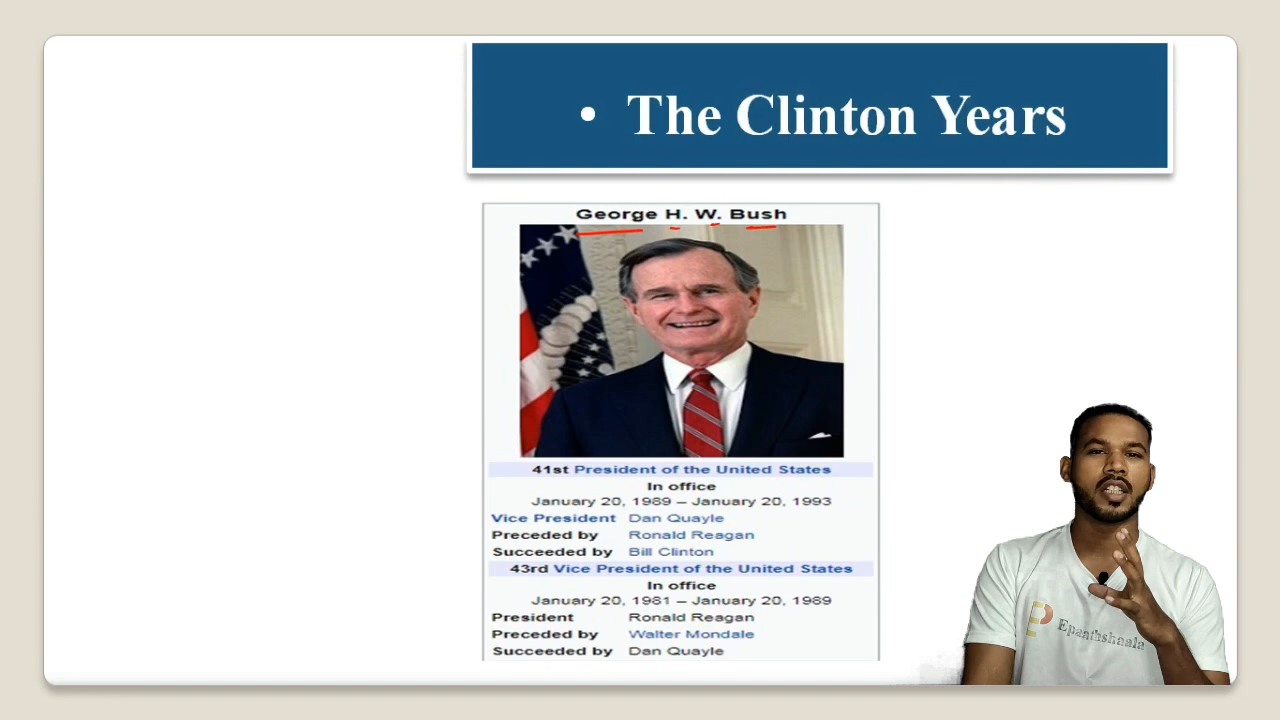 • The Clinton Years
George H. W. Bush
41st President of the United States
In office
January 20, 1989 – January 20, 1993
Vice President Dan Quayle
Preceded by Ronald Reagan
Succeeded by Bill Clinton
43rd Vice President of the United States
In office
January 20, 1981 – January 20, 1989
President Ronald Reagan
Preceded by Walter Mondale
Succeeded by Dan Quayle
Epanthshaala